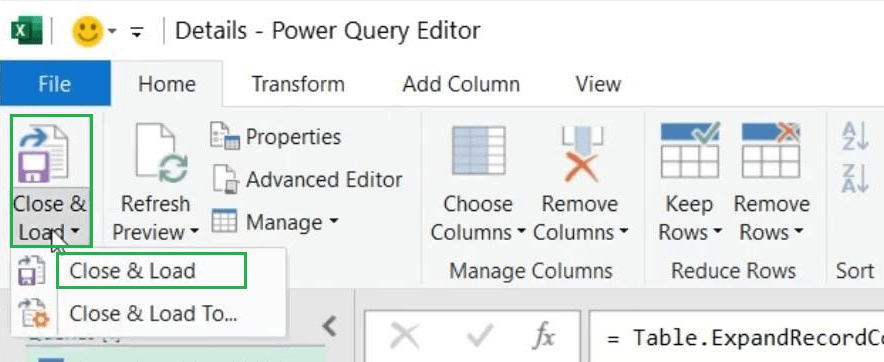 Details - Power Query Editor
File Home Transform Add Column View
Close & Load
Refresh Preview
Properties
Advanced Editor
Manage
Choose Columns
Remove Columns
Manage Columns
Keep Rows
Remove Rows
Reduce Rows
Sort
Close & Load
Close & Load To...
fx
= Table.ExpandRecordCo